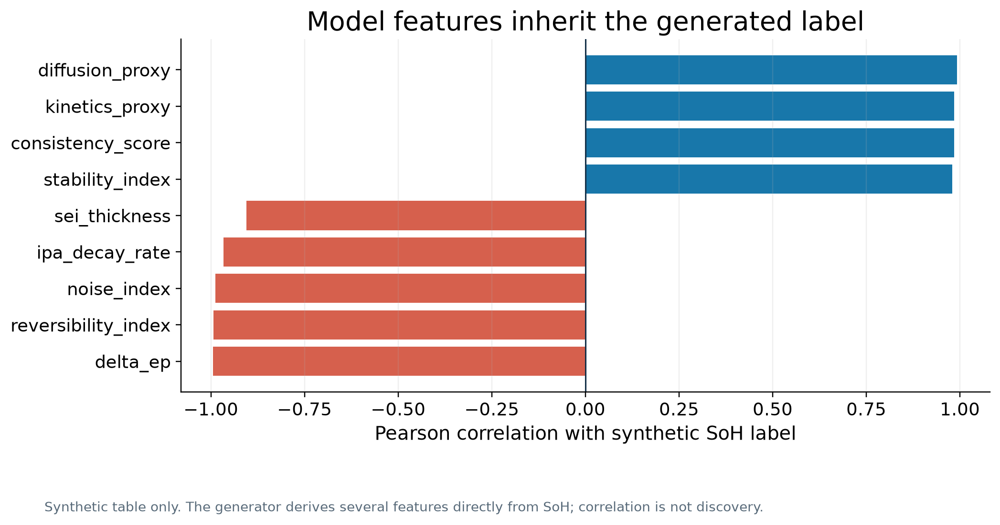 Model features inherit the generated label
diffusion_proxy
kinetics_proxy
consistency_score
stability_index
sei_thickness
ipa_decay_rate
noise_index
reversibility_index
delta_ep
−1.00 −0.75 −0.50 −0.25 0.00 0.25 0.50 0.75 1.00
Pearson correlation with synthetic SoH label
Synthetic table only. The generator derives several features directly from SoH; correlation is not discovery.